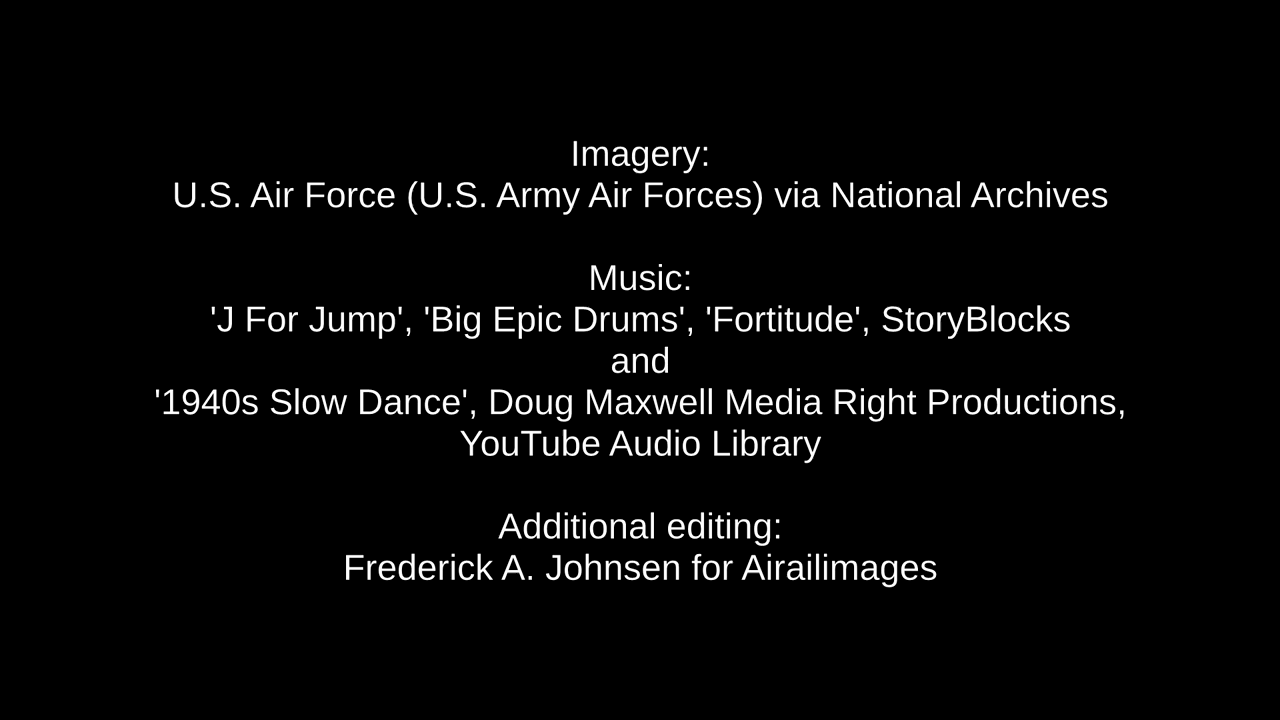 Imagery:
U.S. Air Force (U.S. Army Air Forces) via National Archives
Music:
'J For Jump', 'Big Epic Drums', 'Fortitude', StoryBlocks
and
'1940s Slow Dance', Doug Maxwell Media Right Productions,
YouTube Audio Library
Additional editing:
Frederick A. Johnsen for Airailimages